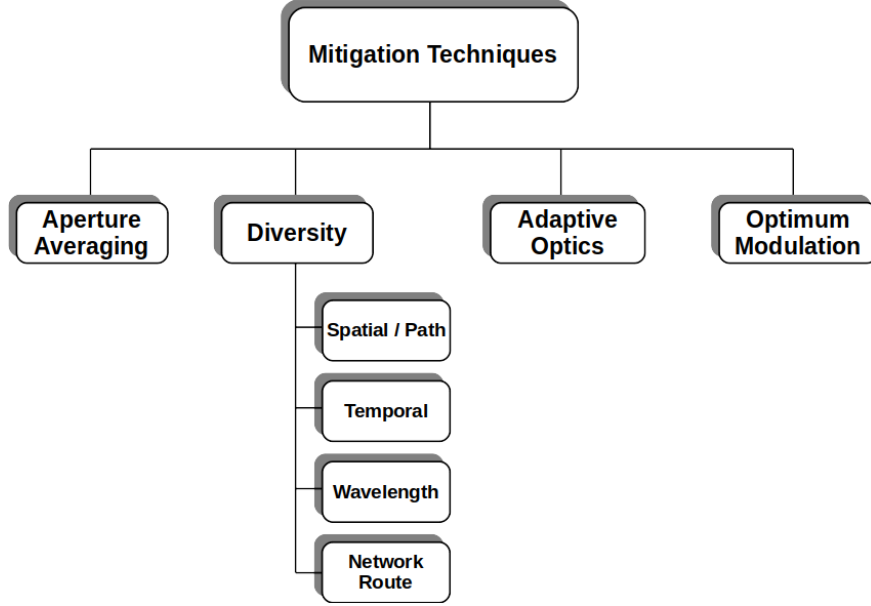 Mitigation Techniques
Aperture
Averaging
Diversity
Adaptive
Optics
Optimum
Modulation
Spatial / Path
Temporal
Wavelength
Network
Route